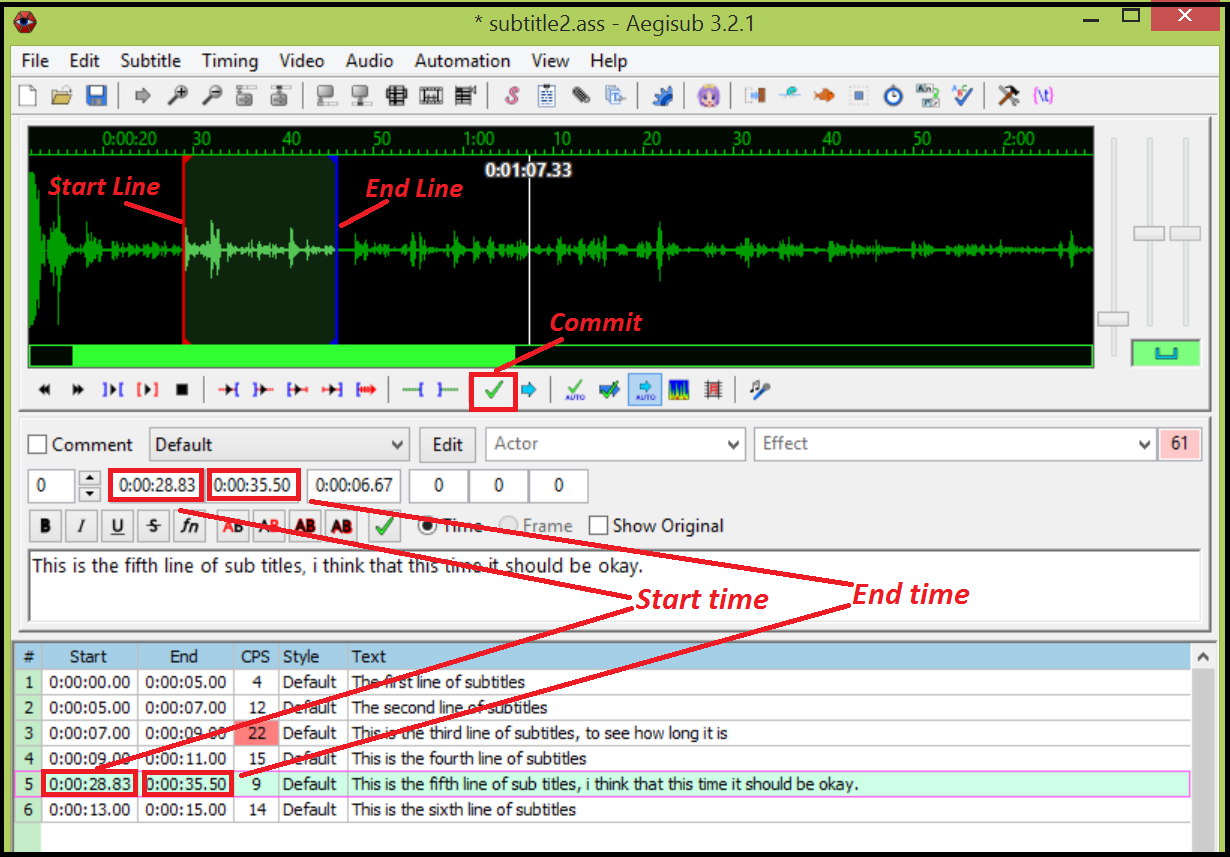 * subtitle2.ass - Aegisub 3.2.1
File Edit Subtitle Timing Video Audio Automation View Help
0:00:20 30 40 50 1:00 10 20 30 40 50 2:00
0:01:07.33
Start Line
End Line
Commit
AUTO AUTO
Comment Default Edit Actor Effect 61
0 0:00:28.83 0:00:35.50 0:00:06.67 0 0 0
B I U S fn AB AB AB AB Time Frame Show Original
This is the fifth line of sub titles, i think that this time it should be okay.
Start time
End time
# Start End CPS Style Text
1 0:00:00.00 0:00:05.00 4 Default The first line of subtitles
2 0:00:05.00 0:00:07.00 12 Default The second line of subtitles
3 0:00:07.00 0:00:09.00 22 Default This is the third line of subtitles, to see how long it is
4 0:00:09.00 0:00:11.00 15 Default This is the fourth line of subtitles
5 0:00:28.83 0:00:35.50 9 Default This is the fifth line of sub titles, i think that this time it should be okay.
6 0:00:13.00 0:00:15.00 14 Default This is the sixth line of subtitles